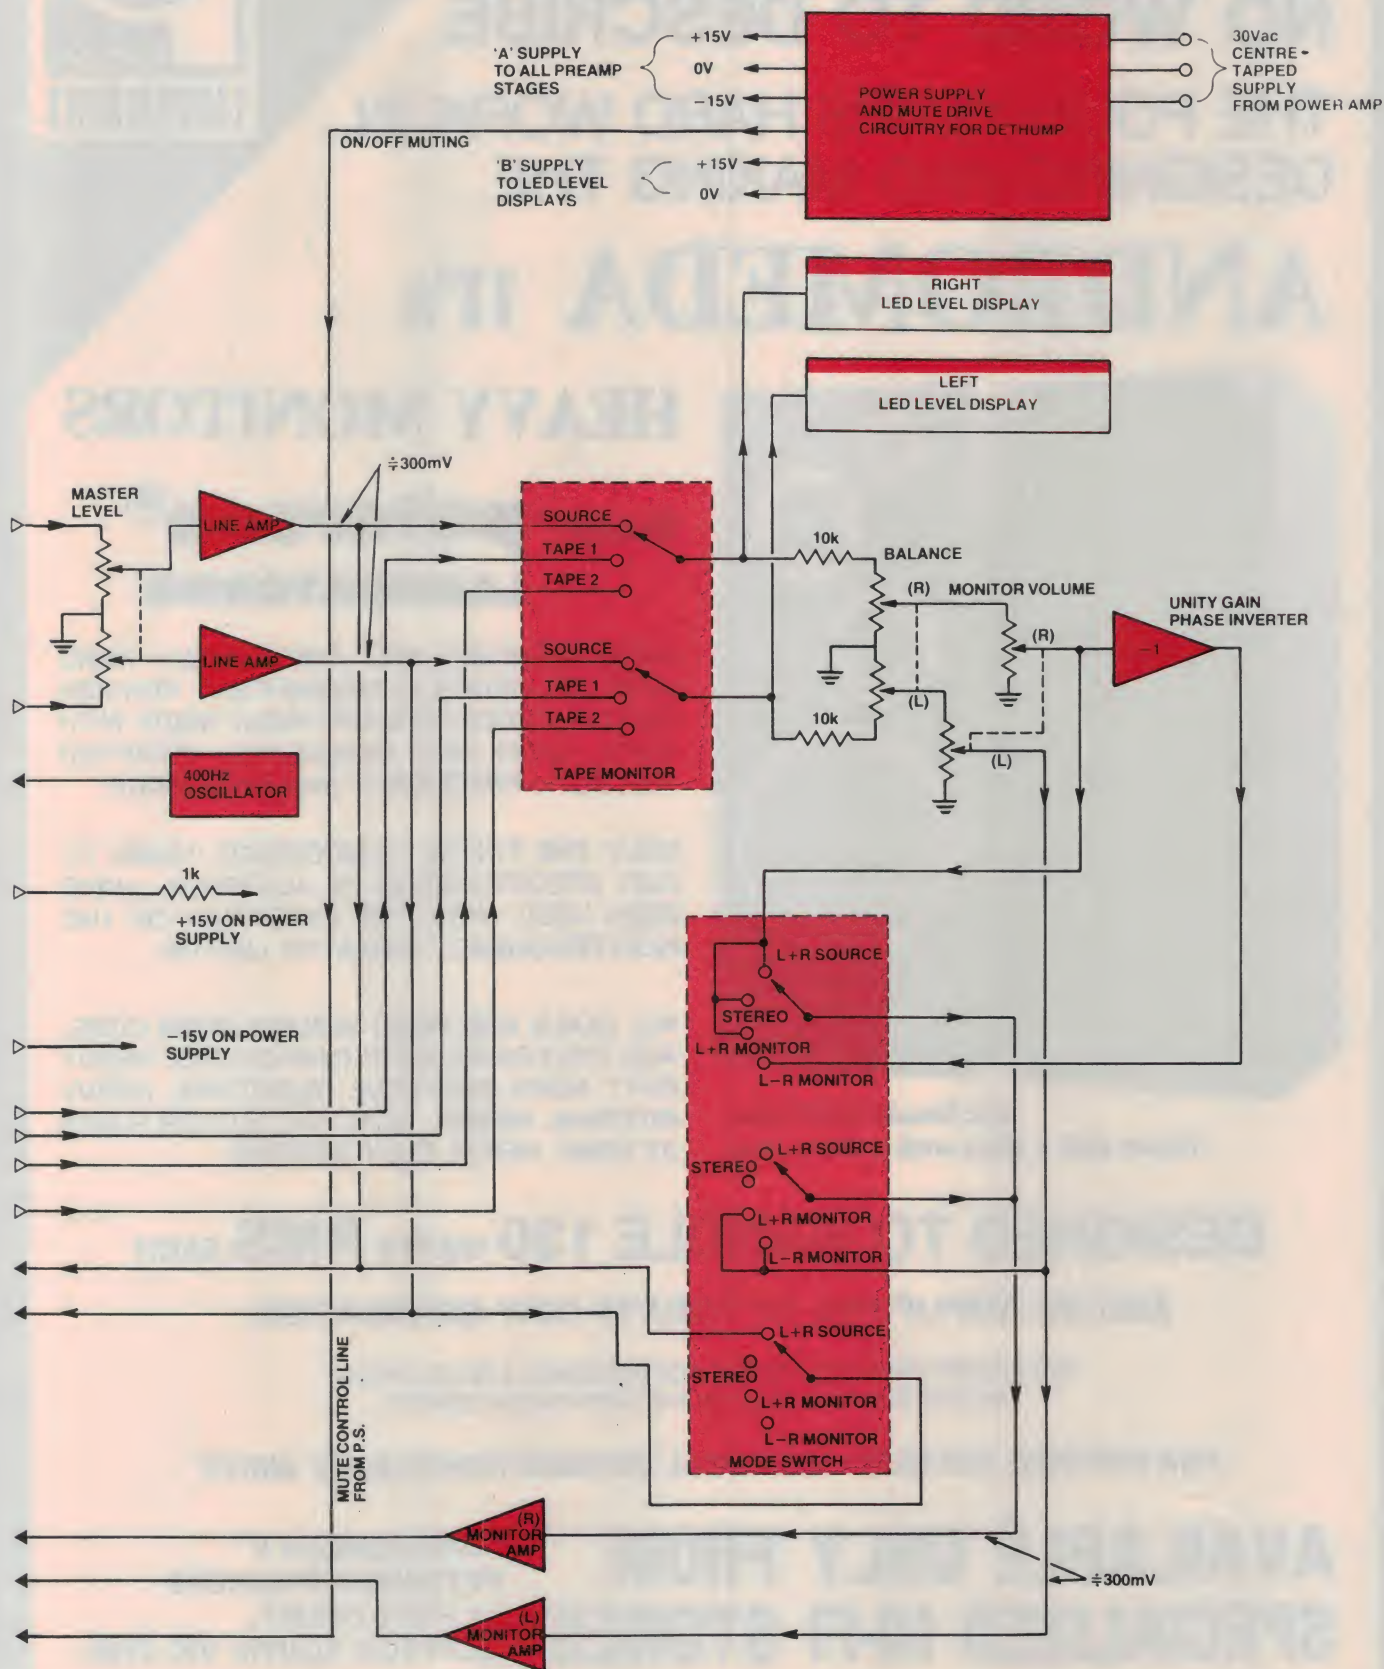 'A' SUPPLY
TO ALL PREAMP
STAGES
+15V
0V
−15V
POWER SUPPLY
AND MUTE DRIVE
CIRCUITRY FOR DETHUMP
30Vac
CENTRE-
TAPPED
SUPPLY
FROM POWER AMP
ON/OFF MUTING
'B' SUPPLY
TO LED LEVEL
DISPLAYS
+15V
0V
RIGHT
LED LEVEL DISPLAY
LEFT
LED LEVEL DISPLAY
≑300mV
MASTER
LEVEL
LINE AMP
LINE AMP
SOURCE
TAPE 1
TAPE 2
SOURCE
TAPE 1
TAPE 2
TAPE MONITOR
10k
BALANCE
(R)
MONITOR VOLUME
(R)
UNITY GAIN
PHASE INVERTER
−1
(L)
10k
(L)
400Hz
OSCILLATOR
1k
+15V ON POWER
SUPPLY
−15V ON POWER
SUPPLY
L+R SOURCE
STEREO
L+R MONITOR
L−R MONITOR
L+R SOURCE
STEREO
L+R MONITOR
L−R MONITOR
L+R SOURCE
STEREO
L+R MONITOR
L−R MONITOR
MODE SWITCH
MUTE CONTROL LINE
FROM P.S.
(R)
MONITOR
AMP
≑300mV
(L)
MONITOR
AMP